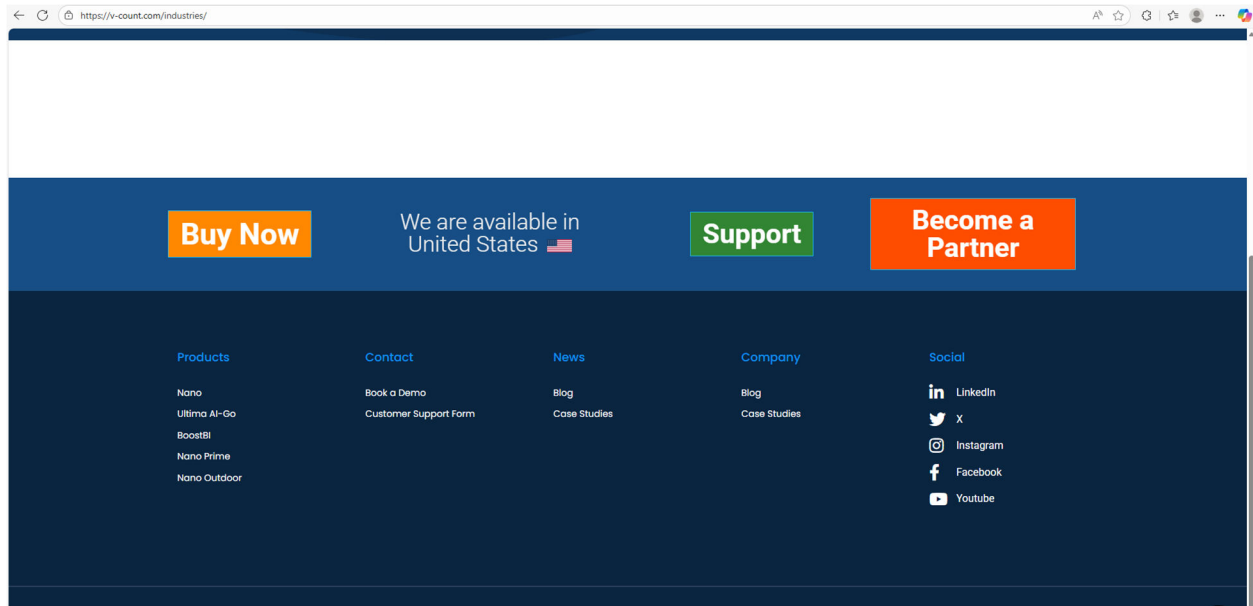 https://v-count.com/industries/
Buy Now
We are available in
United States
Support
Become a
Partner
Products
Nano
Ultima AI-Go
BoostBI
Nano Prime
Nano Outdoor
Contact
Book a Demo
Customer Support Form
News
Blog
Case Studies
Company
Blog
Case Studies
Social
LinkedIn
X
Instagram
Facebook
Youtube